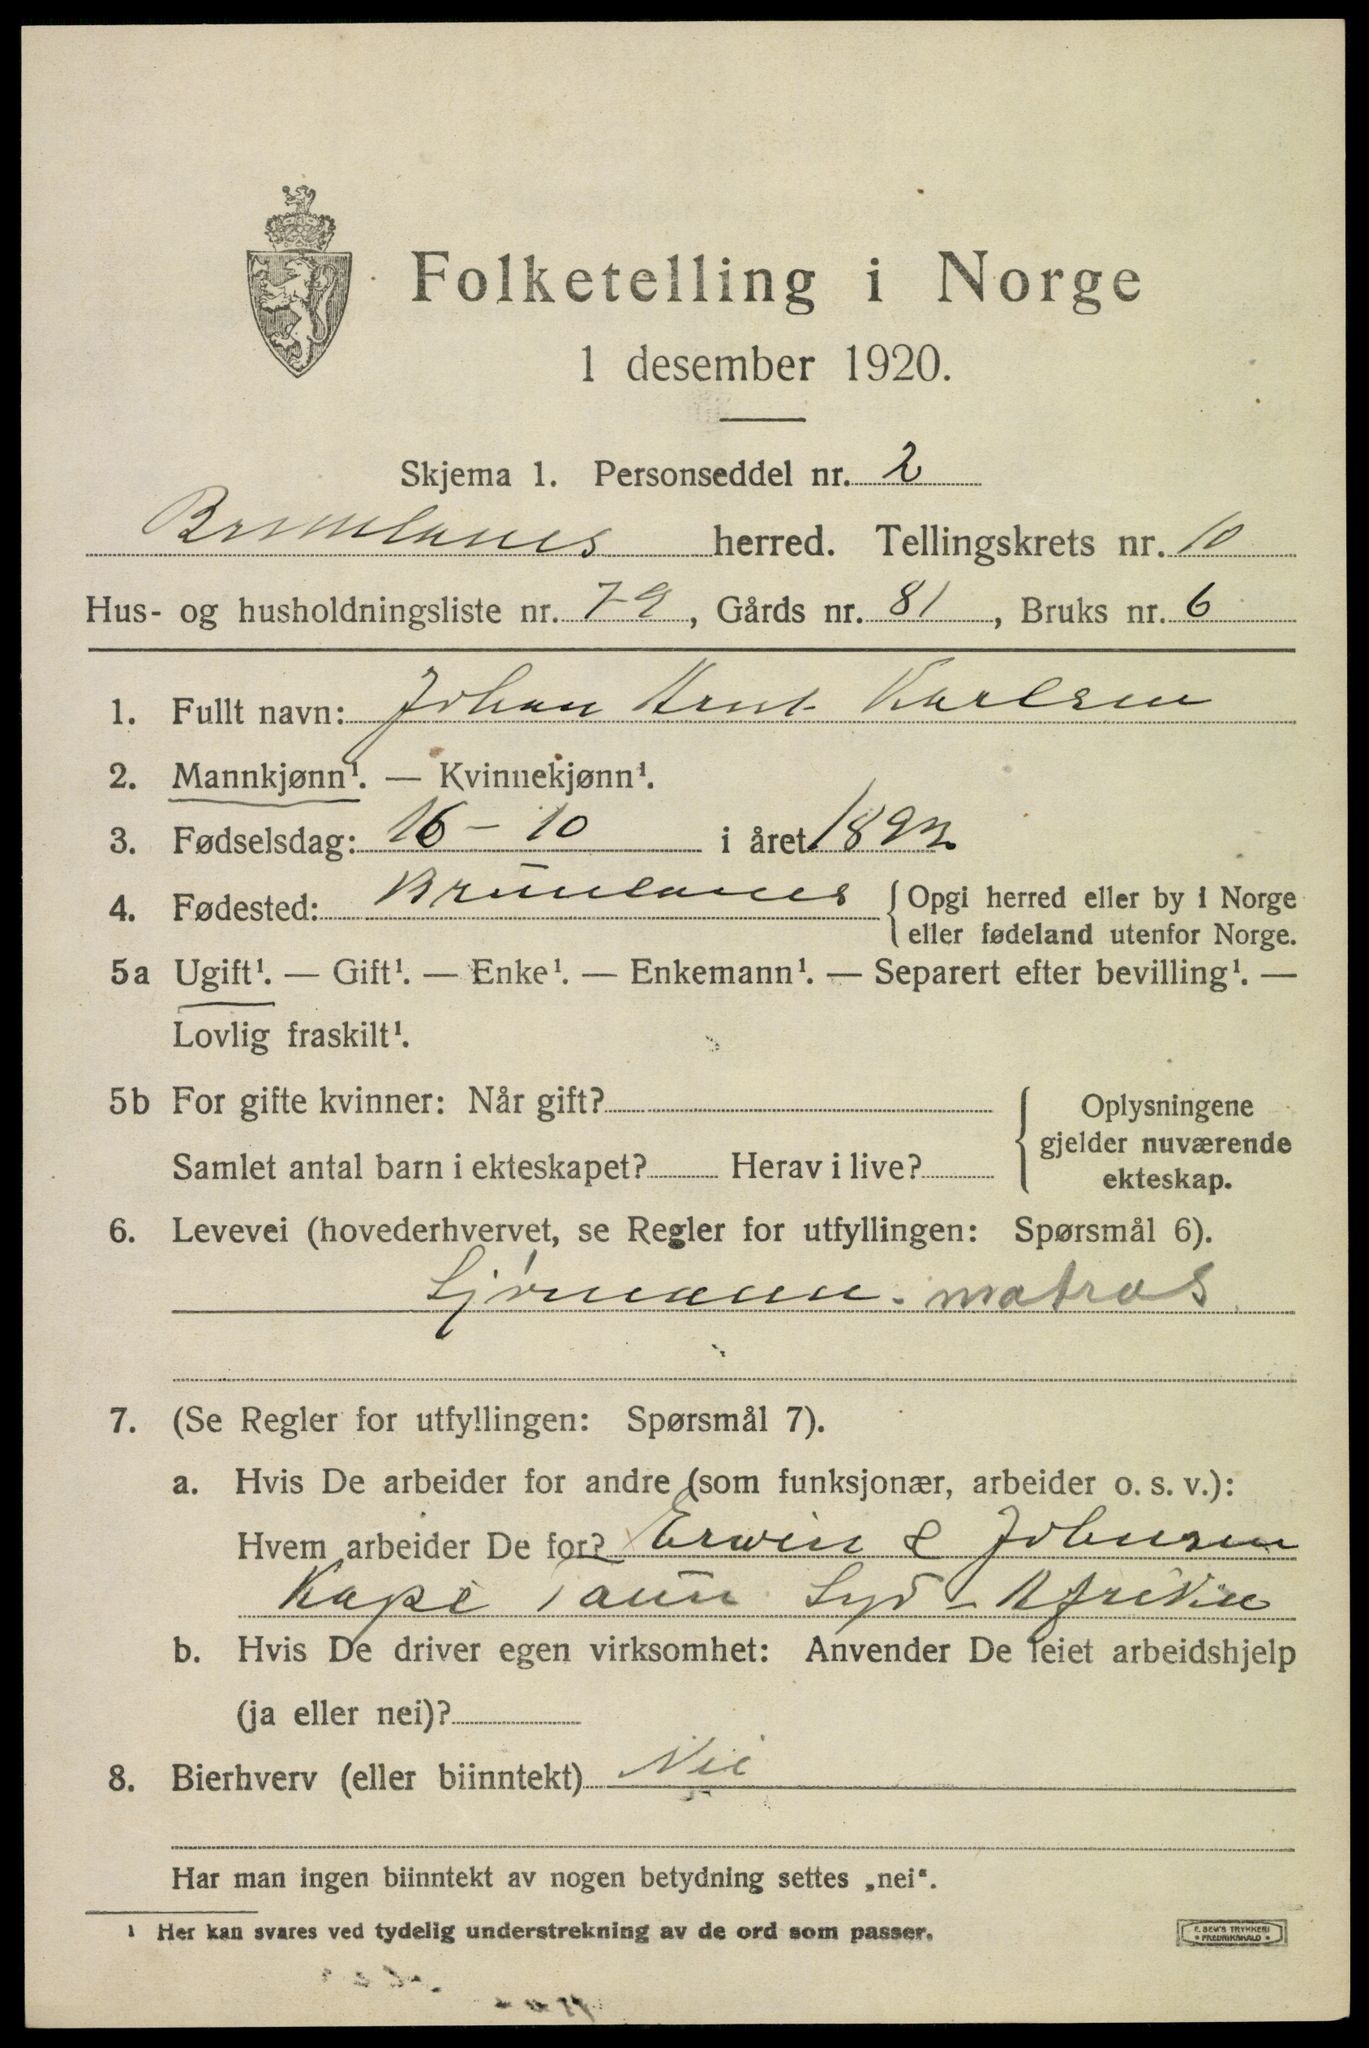 Folketelling i Norge
1 desember 1920.
Skjema 1. Personseddel nr. 2
Brunlanes herred. Tellingskrets nr. 10
Hus- og husholdningsliste nr. 79, Gårds nr. 81, Bruks nr. 6
1. Fullt navn: Johan Arnt Karlsen
2. Mannkjønn¹. — Kvinnekjønn¹.
3. Fødselsdag: 16 - 10 i året
4. Fødested: Brunlanes {Opgi herred eller by i Norge
eller fødeland utenfor Norge.
5a Ugift¹. — Gift¹. — Enke¹. — Enkemann¹. — Separert efter bevilling¹. —
Lovlig fraskilt¹.
5b For gifte kvinner: Når gift?
Samlet antal barn i ekteskapet? Herav i live?
{Oplysningene
gjelder nuværende
ekteskap.
6. Levevei (hovederhvervet, se Regler for utfyllingen: Spørsmål 6).
Sjømann - matros
7. (Se Regler for utfyllingen: Spørsmål 7).
a. Hvis De arbeider for andre (som funksjonær, arbeider o. s. v.):
Hvem arbeider De for? Erwin & Johnsen
Kape Taun Syd - Afrika
b. Hvis De driver egen virksomhet: Anvender De leiet arbeidshjelp
(ja eller nei)?
8. Bierhverv (eller biinntekt) Nei
Har man ingen biinntekt av nogen betydning settes „nei“.
¹ Her kan svares ved tydelig understrekning av de ord som passer.
E. SEM'S TRYKKERI
* FREDRIKSHALD *